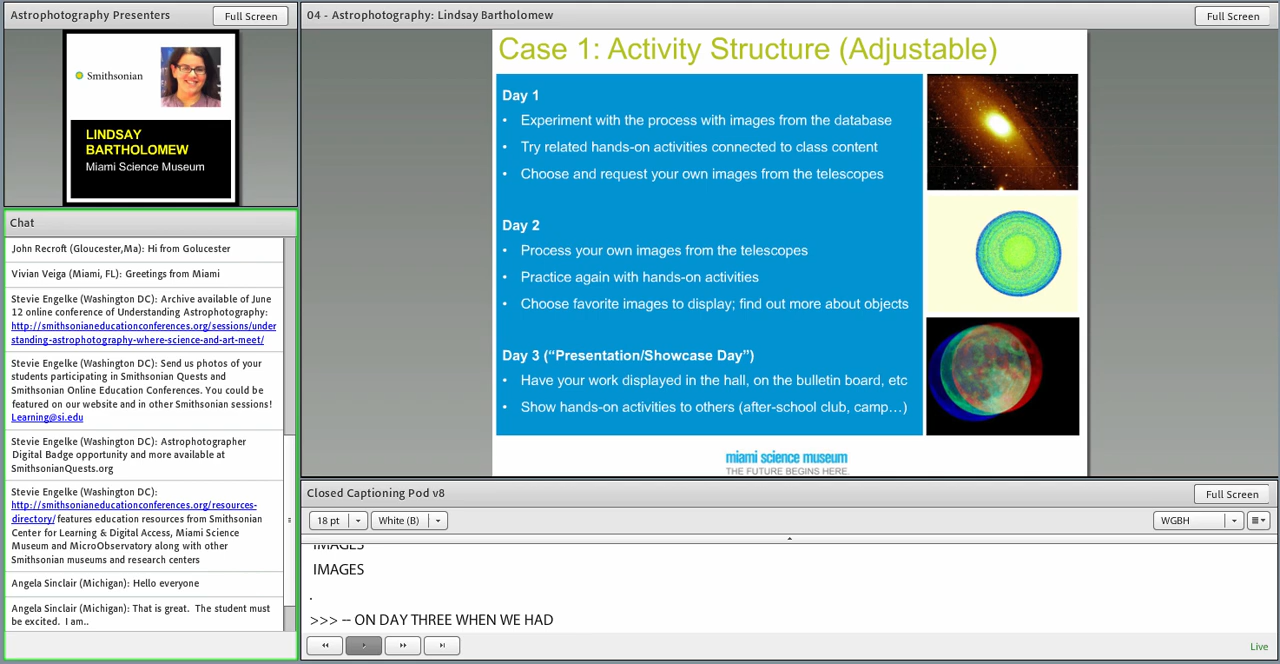 Astrophotography Presenters
Full Screen
Smithsonian
LINDSAY
BARTHOLOMEW
Miami Science Museum
Chat
John Recroft (Gloucester,Ma): Hi from Golucester
Vivian Veiga (Miami, FL): Greetings from Miami
Stevie Engelke (Washington DC): Archive available of June
12 online conference of Understanding Astrophotography:
http://smithsonianeducationconferences.org/sessions/under
standing-astrophotography-where-science-and-art-meet/
Stevie Engelke (Washington DC): Send us photos of your
students participating in Smithsonian Quests and
Smithsonian Online Education Conferences. You could be
featured on our website and in other Smithsonian sessions!
Learning@si.edu
Stevie Engelke (Washington DC): Astrophotographer
Digital Badge opportunity and more available at
SmithsonianQuests.org
Stevie Engelke (Washington DC):
http://smithsonianeducationconferences.org/resources-
directory/ features education resources from Smithsonian
Center for Learning & Digital Access, Miami Science
Museum and MicroObservatory along with other
Smithsonian museums and research centers
Angela Sinclair (Michigan): Hello everyone
Angela Sinclair (Michigan): That is great. The student must
be excited. I am..
04 - Astrophotography: Lindsay Bartholomew
Full Screen
Case 1: Activity Structure (Adjustable)
Day 1
• Experiment with the process with images from the database
• Try related hands-on activities connected to class content
• Choose and request your own images from the telescopes
Day 2
• Process your own images from the telescopes
• Practice again with hands-on activities
• Choose favorite images to display; find out more about objects
Day 3 (“Presentation/Showcase Day”)
• Have your work displayed in the hall, on the bulletin board, etc
• Show hands-on activities to others (after-school club, camp…)
miami science museum
THE FUTURE BEGINS HERE.
Closed Captioning Pod v8
Full Screen
18 pt
White (B)
WGBH
IMAGES
IMAGES
.
>>> -- ON DAY THREE WHEN WE HAD
Live